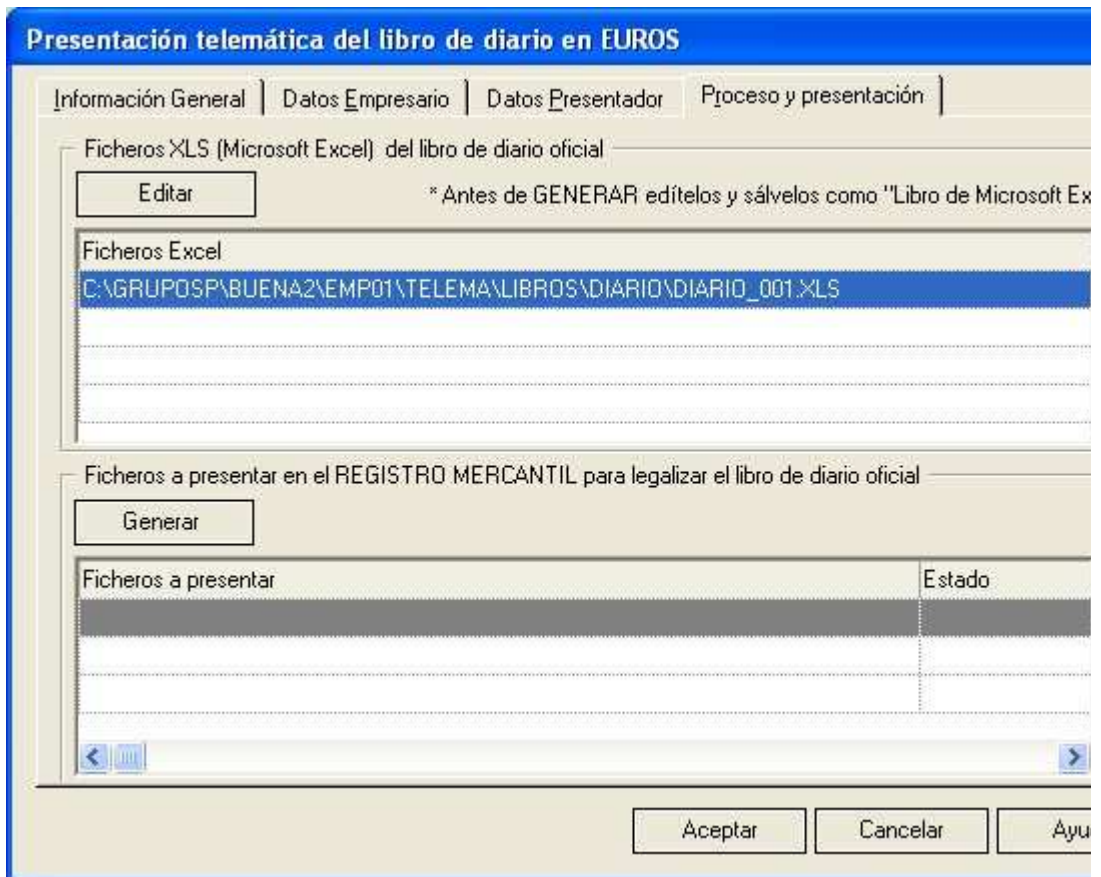 Presentación telemática del libro de diario en EUROS
Información General Datos Empresario Datos Presentador Proceso y presentación
Ficheros XLS (Microsoft Excel) del libro de diario oficial
Editar * Antes de GENERAR edítelos y sálvelos como "Libro de Microsoft Ex
Ficheros Excel
C:\GRUPOSP\BUENA2\EMP01\TELEMA\LIBROS\DIARIO\DIARIO_001.XLS
Ficheros a presentar en el REGISTRO MERCANTIL para legalizar el libro de diario oficial
Generar
Ficheros a presentar Estado
Aceptar Cancelar Ayu